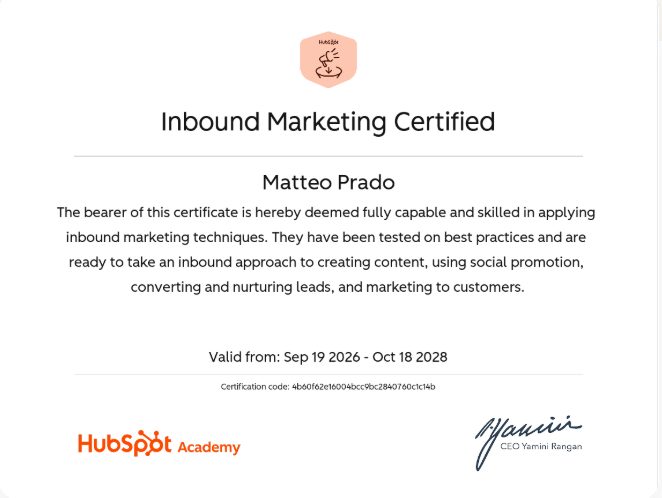 HubSpot
Inbound Marketing Certified
Matteo Prado
The bearer of this certificate is hereby deemed fully capable and skilled in applying
inbound marketing techniques. They have been tested on best practices and are
ready to take an inbound approach to creating content, using social promotion,
converting and nurturing leads, and marketing to customers.
Valid from: Sep 19 2026 - Oct 18 2028
Certification code: 4b60f62e16004bcc9bc2840760c1c14b
HubSpot Academy
Yamini
CEO Yamini Rangan